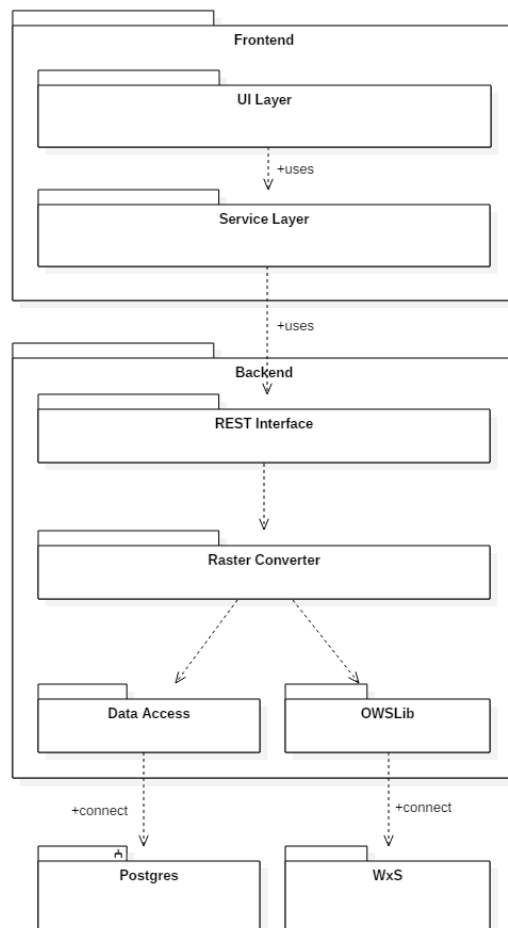 Frontend
UI Layer
+uses
Service Layer
+uses
Backend
REST Interface
Raster Converter
Data Access
OWSLib
+connect
+connect
Postgres
WxS